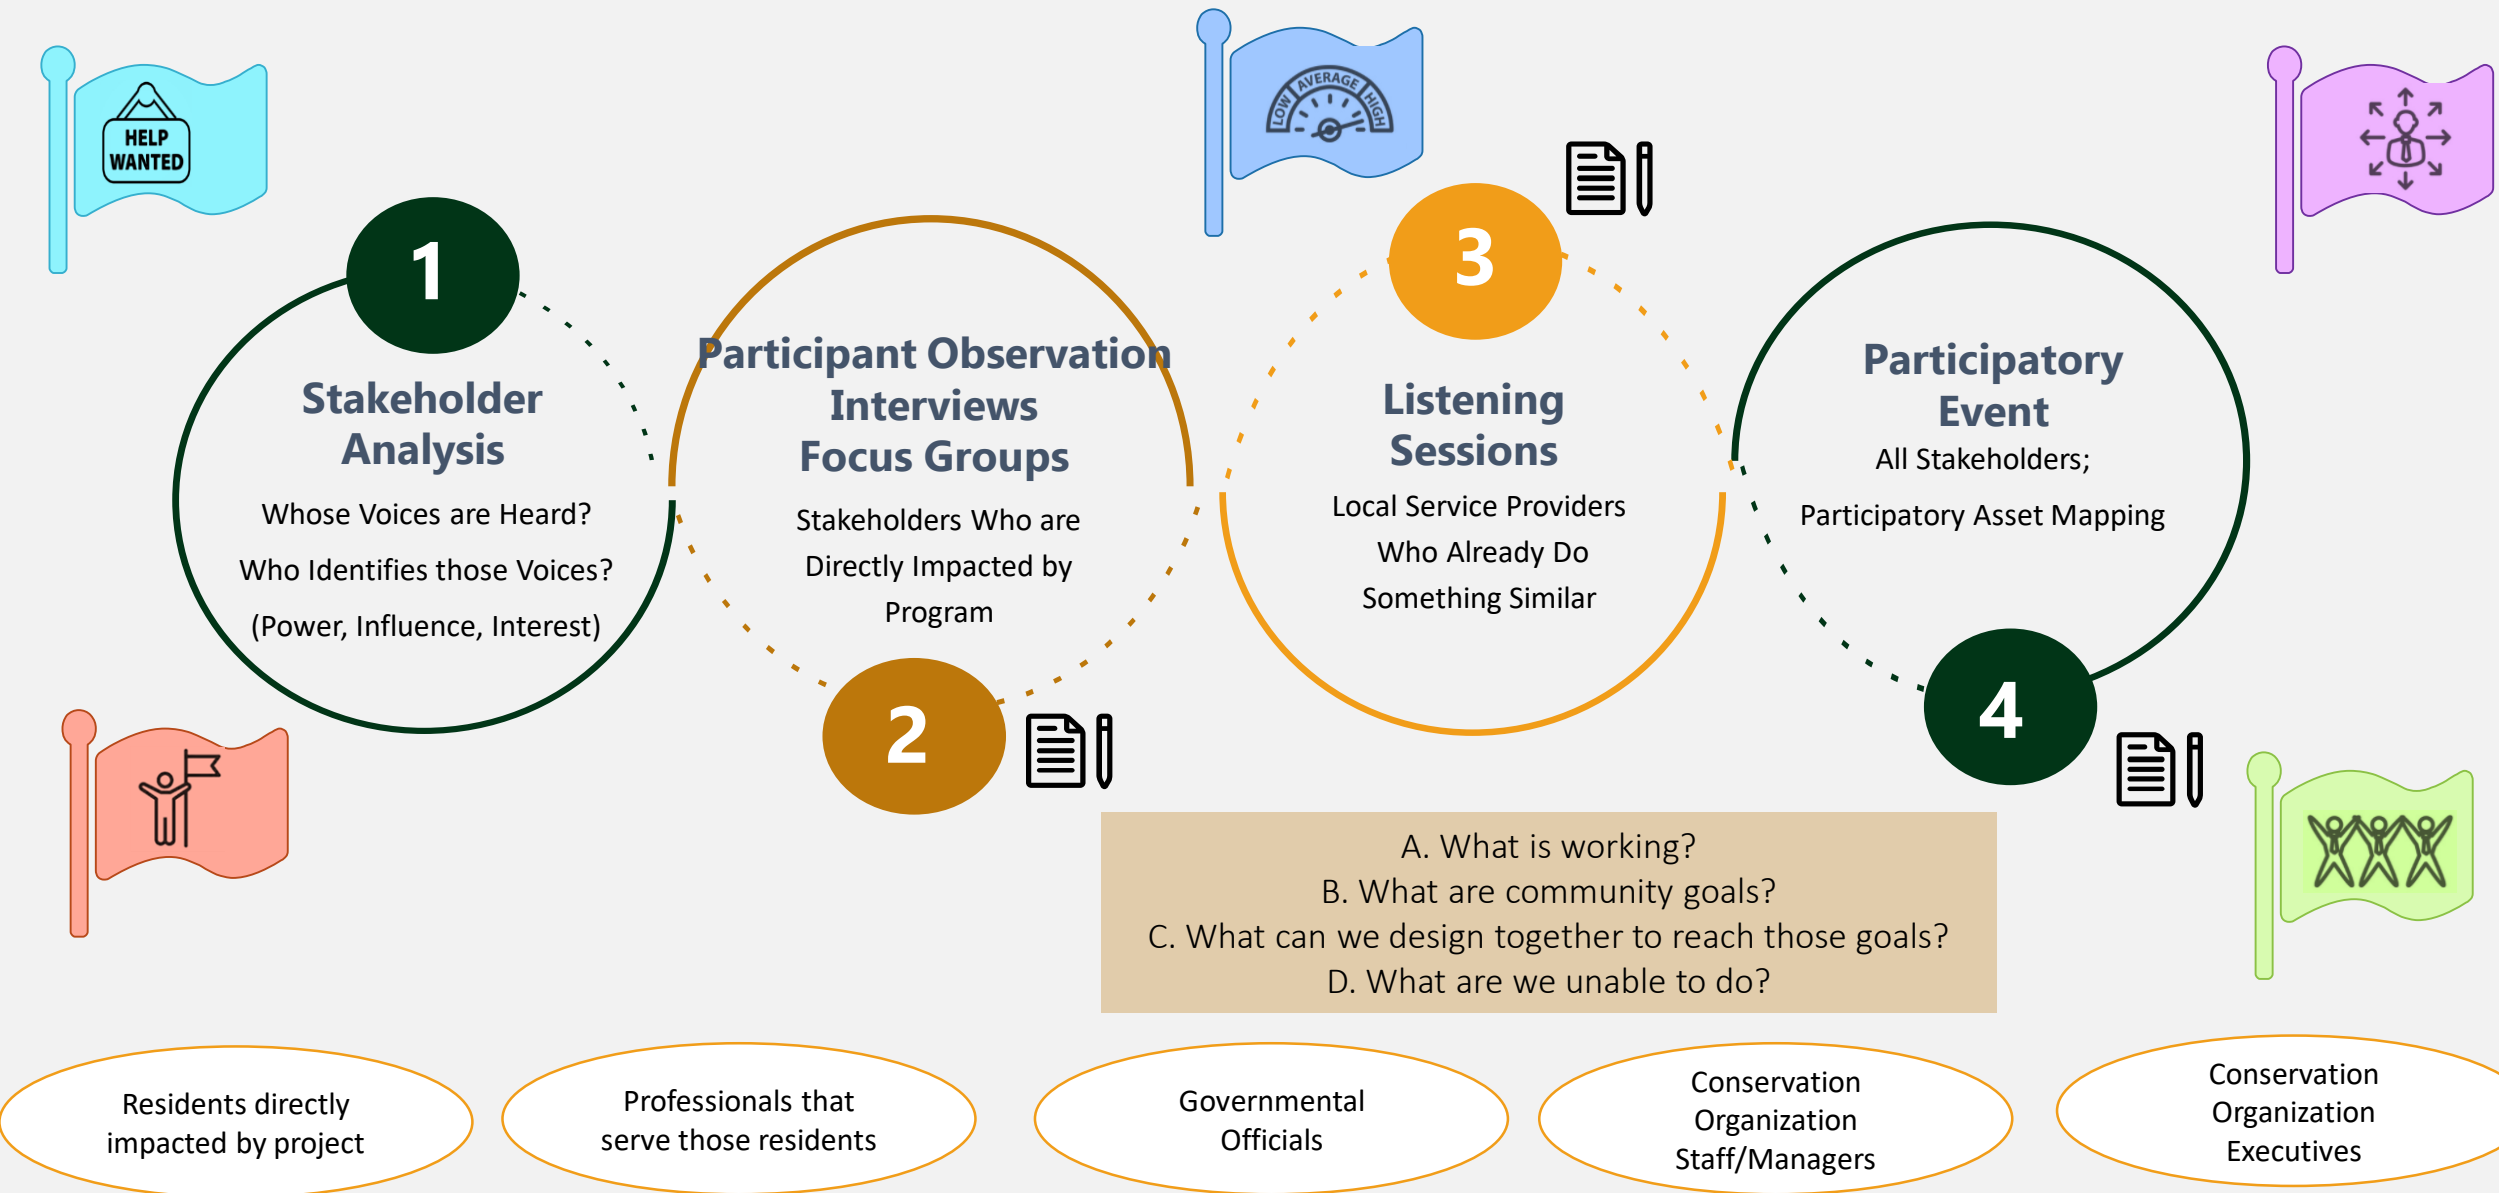 HELP
WANTED
LOW AVERAGE HIGH
1
Stakeholder
Analysis
Whose Voices are Heard?
Who Identifies those Voices?
(Power, Influence, Interest)
Participant Observation
Interviews
Focus Groups
Stakeholders Who are
Directly Impacted by
Program
2
3
Listening
Sessions
Local Service Providers
Who Already Do
Something Similar
Participatory
Event
All Stakeholders;
Participatory Asset Mapping
4
A. What is working?
B. What are community goals?
C. What can we design together to reach those goals?
D. What are we unable to do?
Residents directly
impacted by project
Professionals that
serve those residents
Governmental
Officials
Conservation
Organization
Staff/Managers
Conservation
Organization
Executives